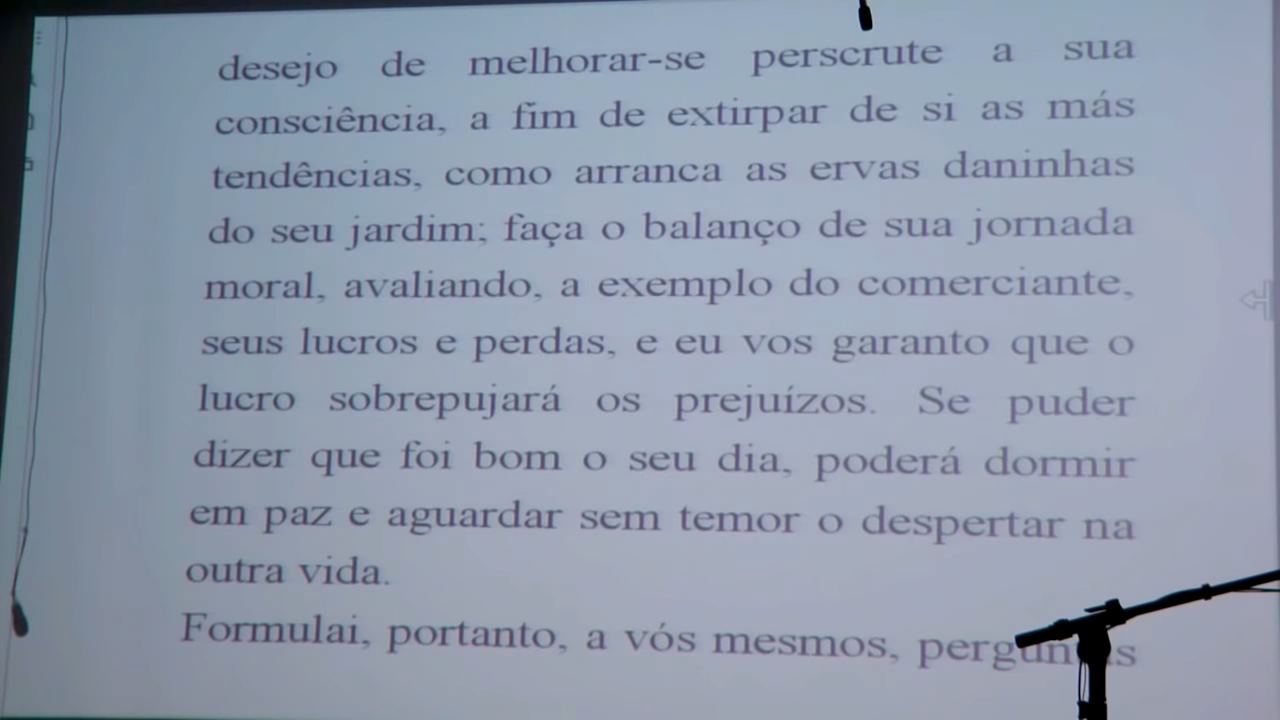 desejo de melhorar-se perscrute a sua
consciência, a fim de extirpar de si as más
tendências, como arranca as ervas daninhas
do seu jardim; faça o balanço de sua jornada
moral, avaliando, a exemplo do comerciante,
seus lucros e perdas, e eu vos garanto que o
lucro sobrepujará os prejuízos. Se puder
dizer que foi bom o seu dia, poderá dormir
em paz e aguardar sem temor o despertar na
outra vida.
Formulai, portanto, a vós mesmos, perguntas